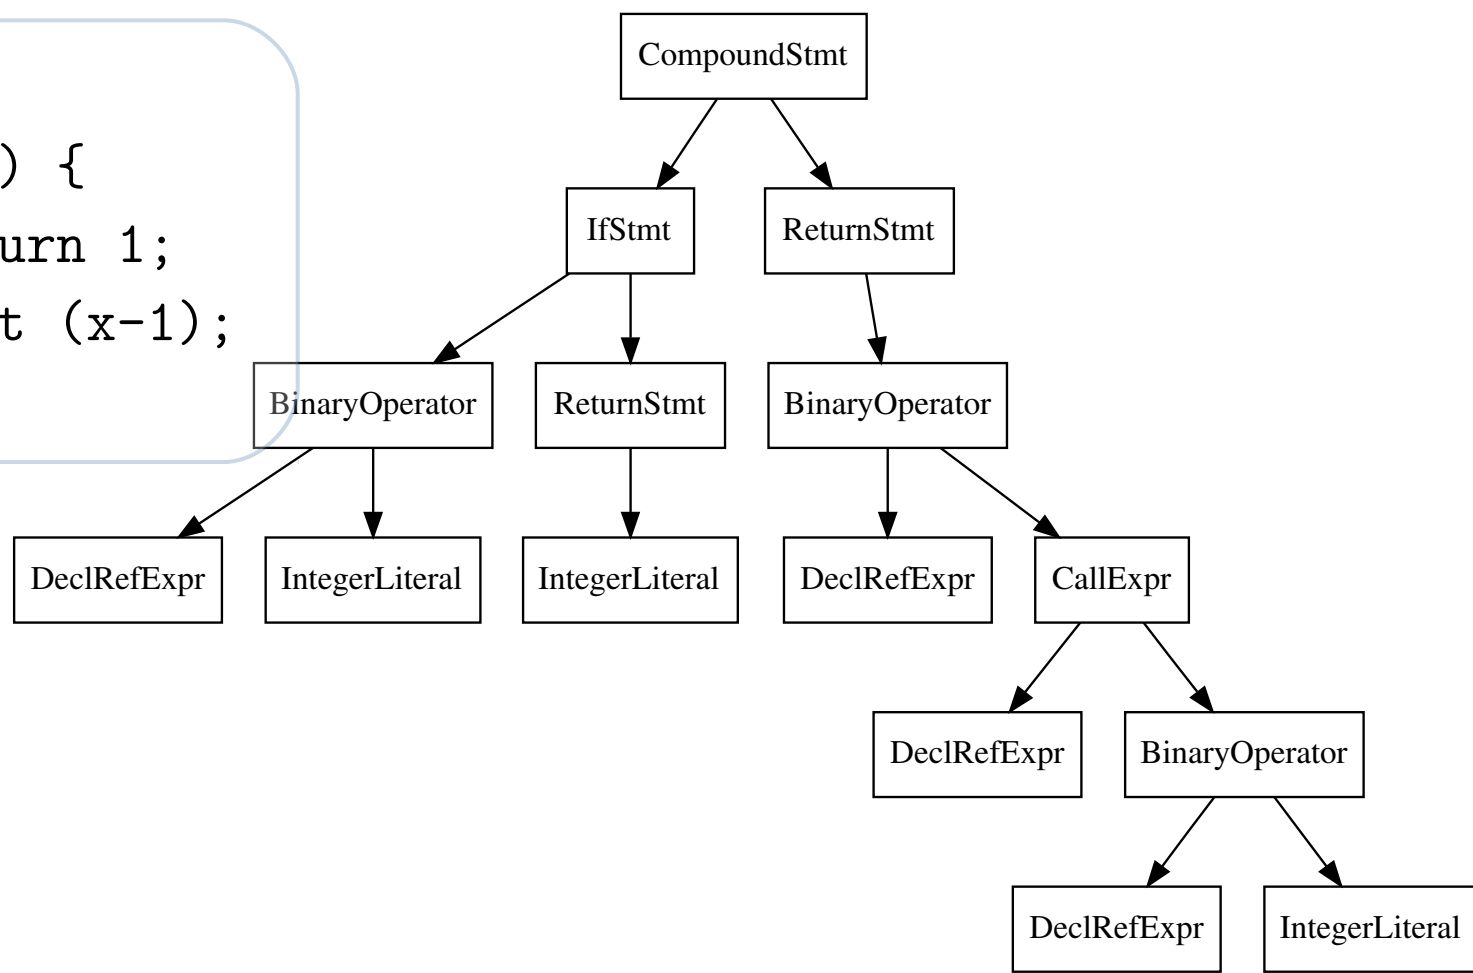 ) {
urn 1;
t (x-1);
CompoundStmt
IfStmt ReturnStmt
BinaryOperator ReturnStmt BinaryOperator
DeclRefExpr IntegerLiteral IntegerLiteral DeclRefExpr CallExpr
DeclRefExpr BinaryOperator
DeclRefExpr IntegerLiteral